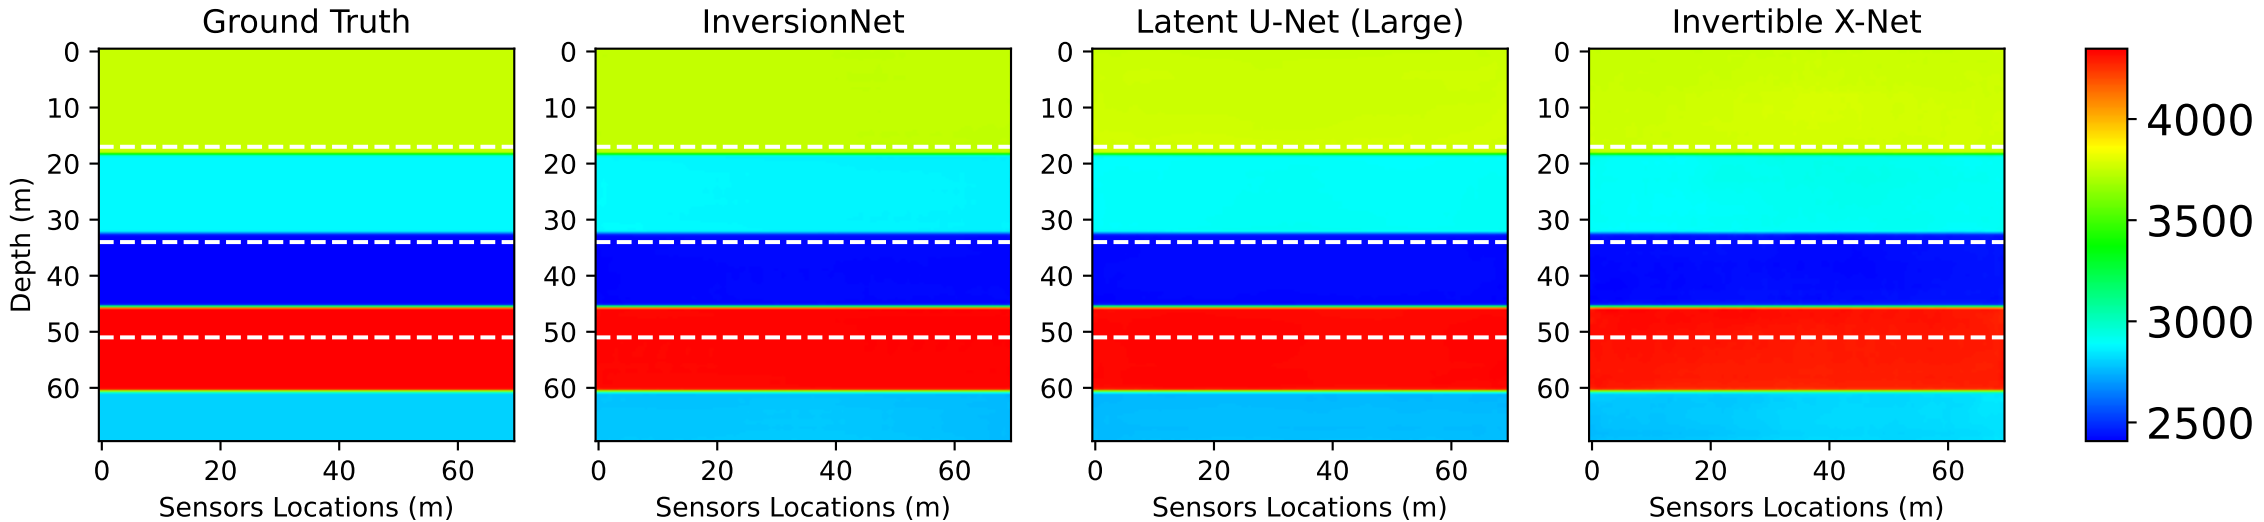 Ground Truth InversionNet Latent U-Net (Large) Invertible X-Net
0 0 0 0
10 10 10 10 4000
20 20 20 20
30 30 30 30 3500
40 40 40 40 3000
50 50 50 50
60 60 60 60 2500
Depth (m)
0 20 40 60 0 20 40 60 0 20 40 60 0 20 40 60
Sensors Locations (m) Sensors Locations (m) Sensors Locations (m) Sensors Locations (m)